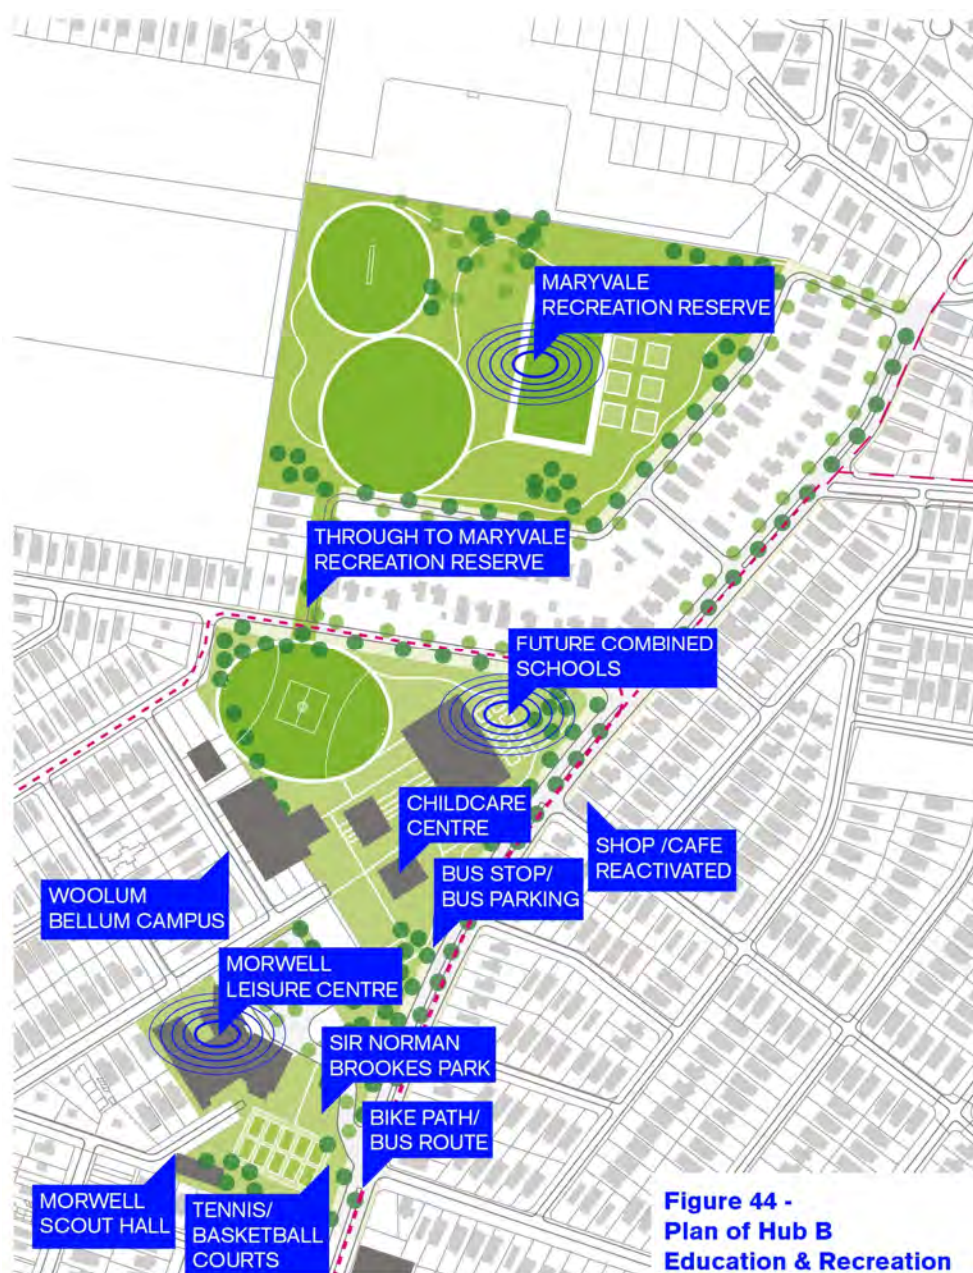 MARYVALE
RECREATION RESERVE
THROUGH TO MARYVALE
RECREATION RESERVE
FUTURE COMBINED
SCHOOLS
CHILDCARE
CENTRE
SHOP /CAFE
REACTIVATED
BUS STOP/
BUS PARKING
WOOLUM
BELLUM CAMPUS
MORWELL
LEISURE CENTRE
SIR NORMAN
BROOKES PARK
BIKE PATH/
BUS ROUTE
MORWELL
SCOUT HALL
TENNIS/
BASKETBALL
COURTS
Figure 44 -
Plan of Hub B
Education & Recreation